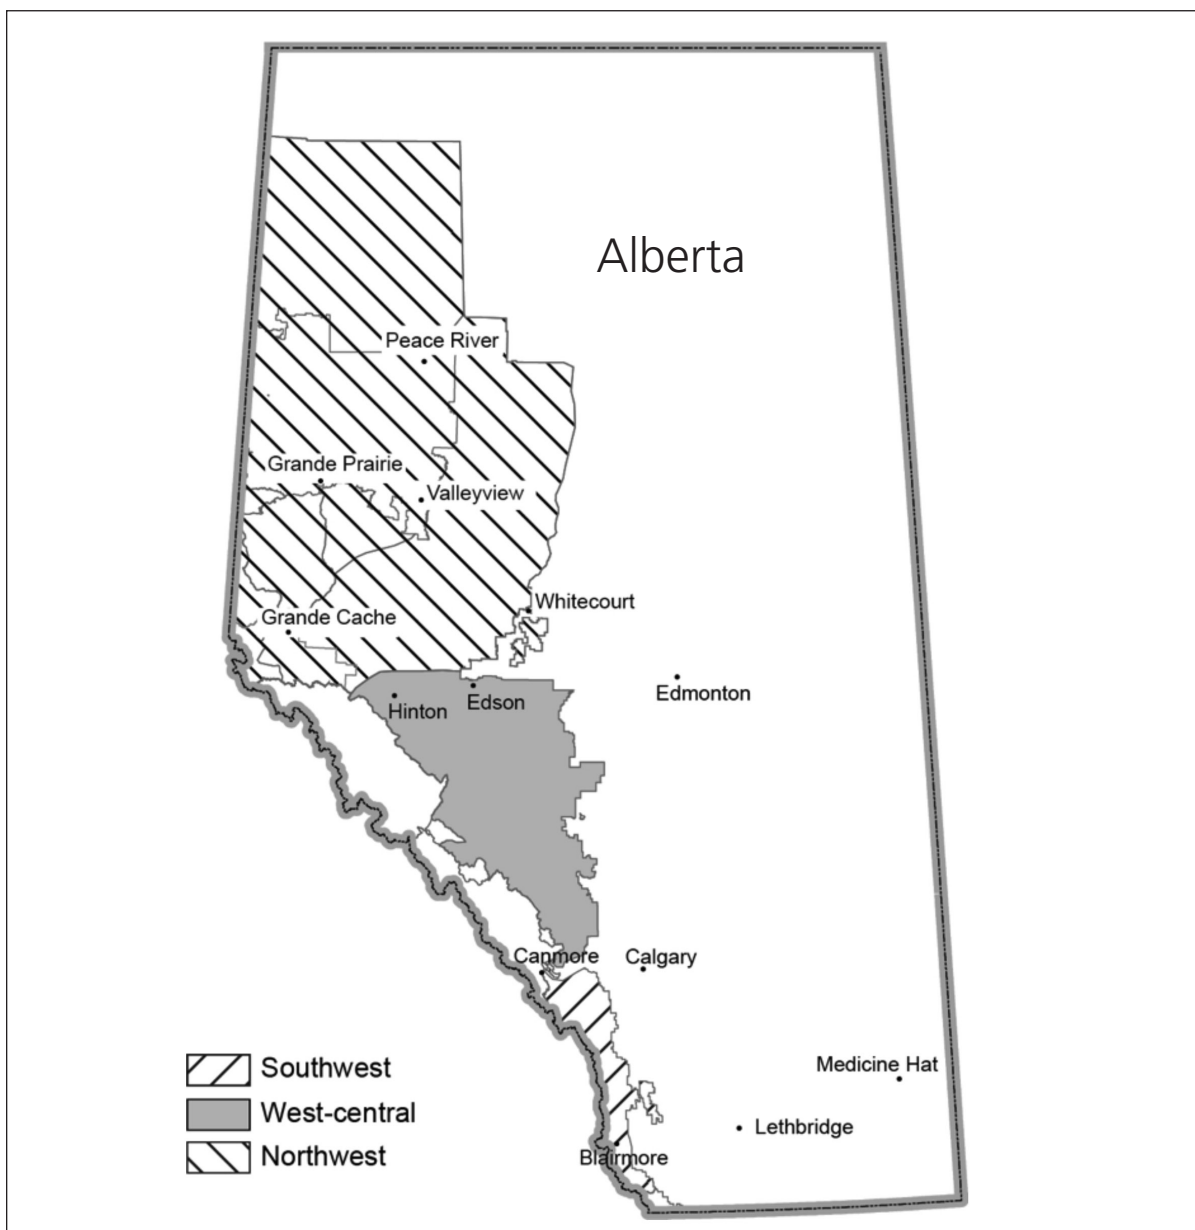 Alberta
Peace River
Grande Prairie
Valleyview
Whitecourt
Grande Cache
Edmonton
Hinton
Edson
Canmore
Calgary
Medicine Hat
Lethbridge
Blairmore
Southwest
West-central
Northwest